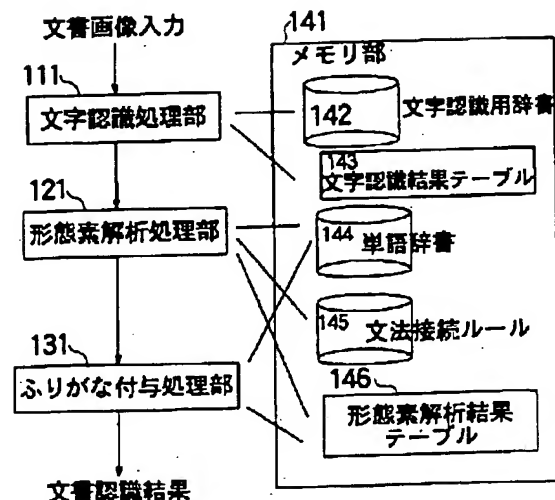 文書画像入力
111
文字認識処理部
121
形態素解析処理部
131
ふりがな付与処理部
文書認識結果
141
メモリ部
142
文字認識用辞書
143
文字認識結果テーブル
144
単語辞書
145
文法接続ルール
146
形態素解析結果
テーブル